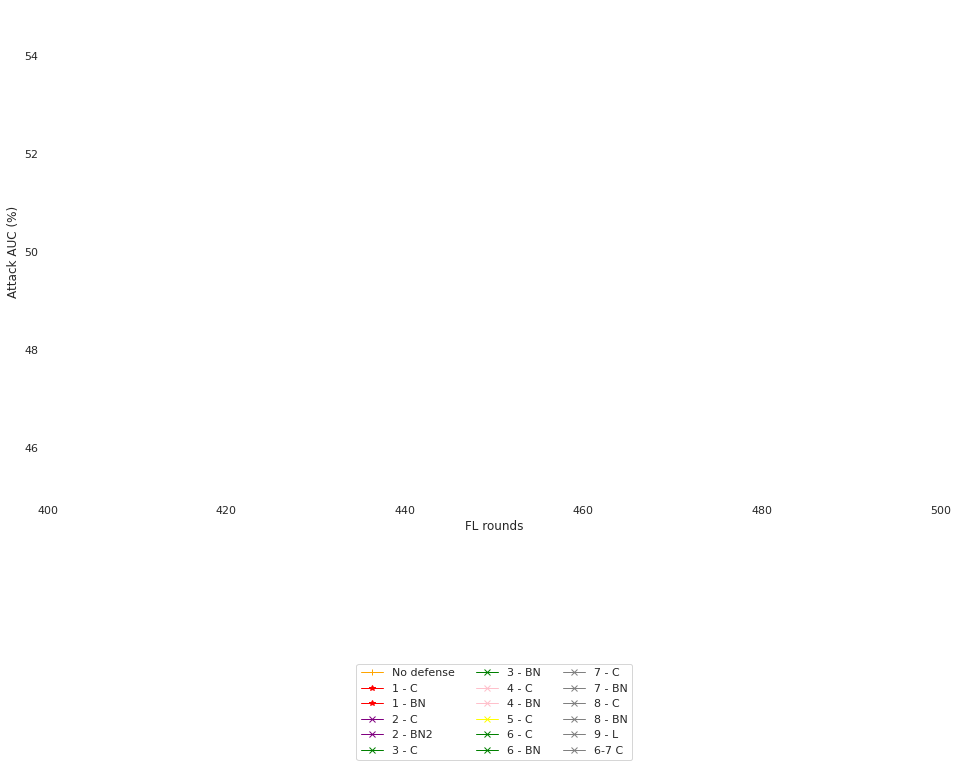 54
52
50
48
46
Attack AUC (%)
400 420 440 460 480 500
FL rounds
No defense
1 - C
1 - BN
2 - C
2 - BN2
3 - C
3 - BN
4 - C
4 - BN
5 - C
6 - C
6 - BN
7 - C
7 - BN
8 - C
8 - BN
9 - L
6-7 C